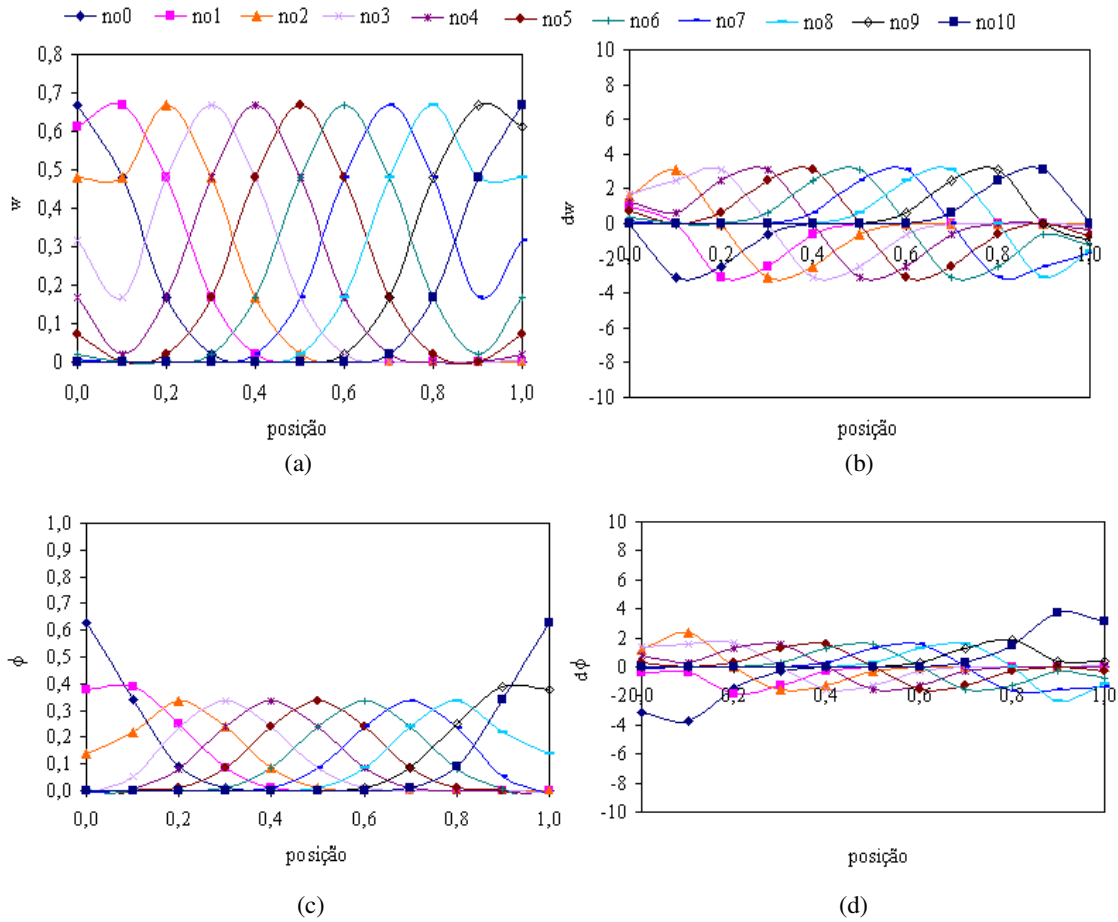 no0 no1 no2 no3 no4 no5 no6 no7 no8 no9 no10
0,8
0,7
0,6
0,5
0,4
0,3
0,2
0,1
0
w
0,0 0,2 0,4 0,6 0,8 1,0
posição
(a)
10
8
6
4
2
0
-2
-4
-6
-8
-10
dw
0,0 0,2 0,4 0,6 0,8 1,0
posição
(b)
1,0
0,9
0,8
0,7
0,6
0,5
0,4
0,3
0,2
0,1
0,0
ϕ
0,0 0,2 0,4 0,6 0,8 1,0
posição
(c)
10
8
6
4
2
0
-2
-4
-6
-8
-10
dϕ
0,0 0,2 0,4 0,6 0,8 1,0
posição
(d)